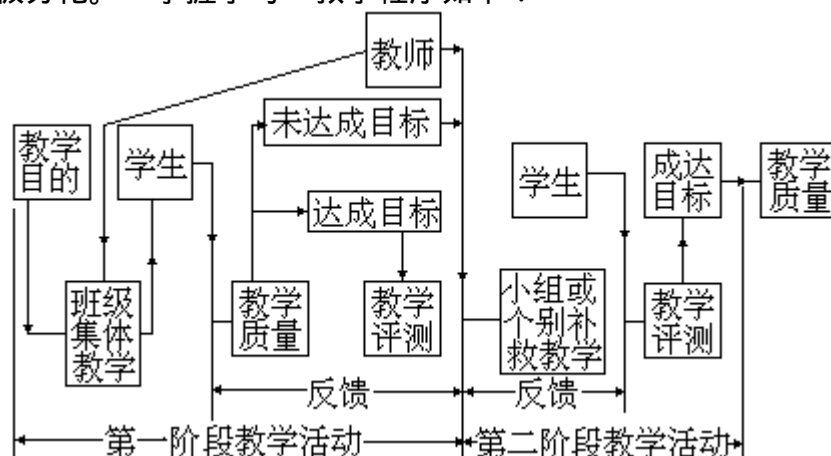 教师
未达成目标
教学
目的
学生
成达
目标
教学
质量
学生
达成目标
班级
集体
教学
教学
质量
教学
评测
小组或
个别补
救教学
教学
评测
反馈
反馈
第一阶段教学活动
第二阶段教学活动